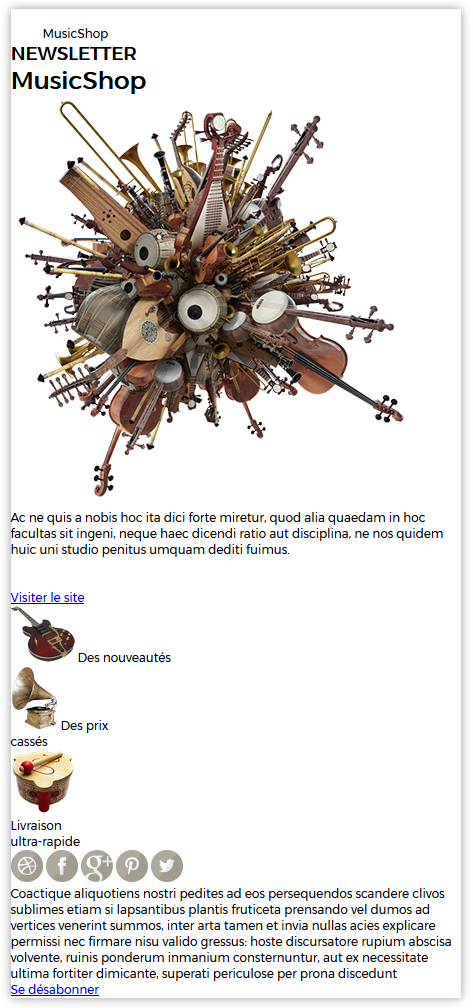 MusicShop
NEWSLETTER
MusicShop
Ac ne quis a nobis hoc ita dici forte miretur, quod alia quaedam in hoc
facultas sit ingeni, neque haec dicendi ratio aut disciplina, ne nos quidem
huic uni studio penitus umquam dediti fuimus.
Visiter le site
Des nouveautés
Des prix
cassés
Livraison
ultra-rapide
Coactique aliquotiens nostri pedites ad eos persequendos scandere clivos
sublimes etiam si lapsantibus plantis fruticeta prensando vel dumos ad
vertices venerint summos, inter arta tamen et invia nullas acies explicare
permissi nec firmare nisu valido gressus: hoste discursatore rupium abscisa
volvente, ruinis ponderum inmanium consternuntur, aut ex necessitate
ultima fortiter dimicante, superati periculose per prona discedunt
Se désabonner